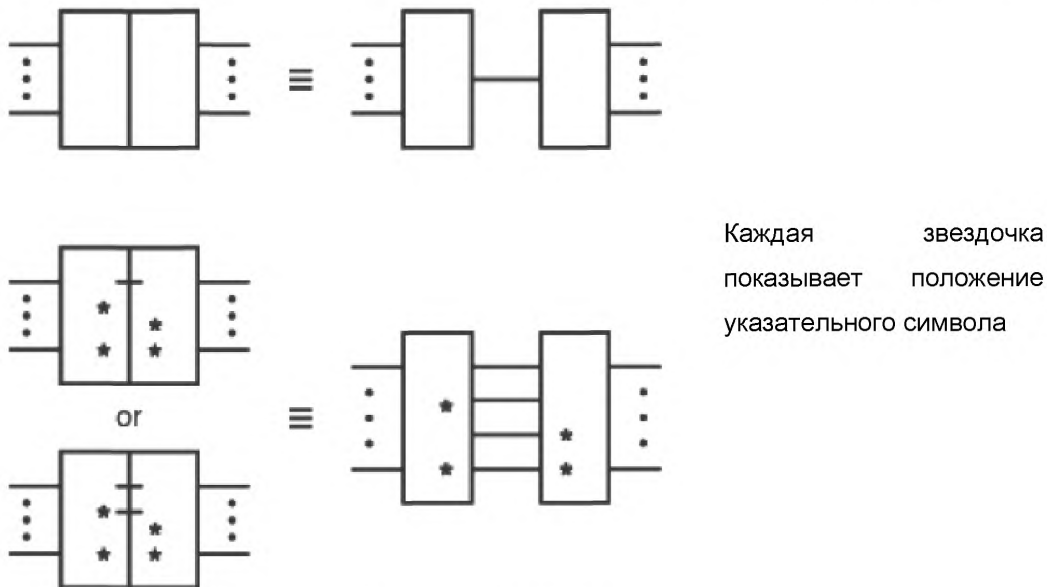 Каждая звездочка
показывает положение
указательного символа
* * *
or
* * *
* * *